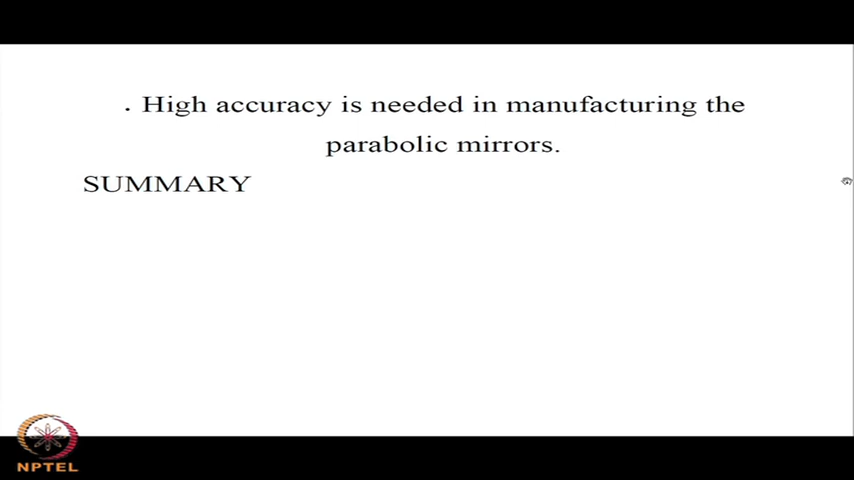 . High accuracy is needed in manufacturing the
parabolic mirrors.
SUMMARY
NPTEL